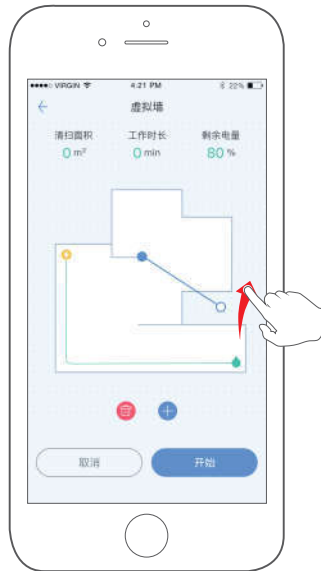 VIRGIN 4:21 PM 22%
虚拟墙
清扫面积 工作时长 剩余电量
0 m² 0 min 80 %
取消 开始